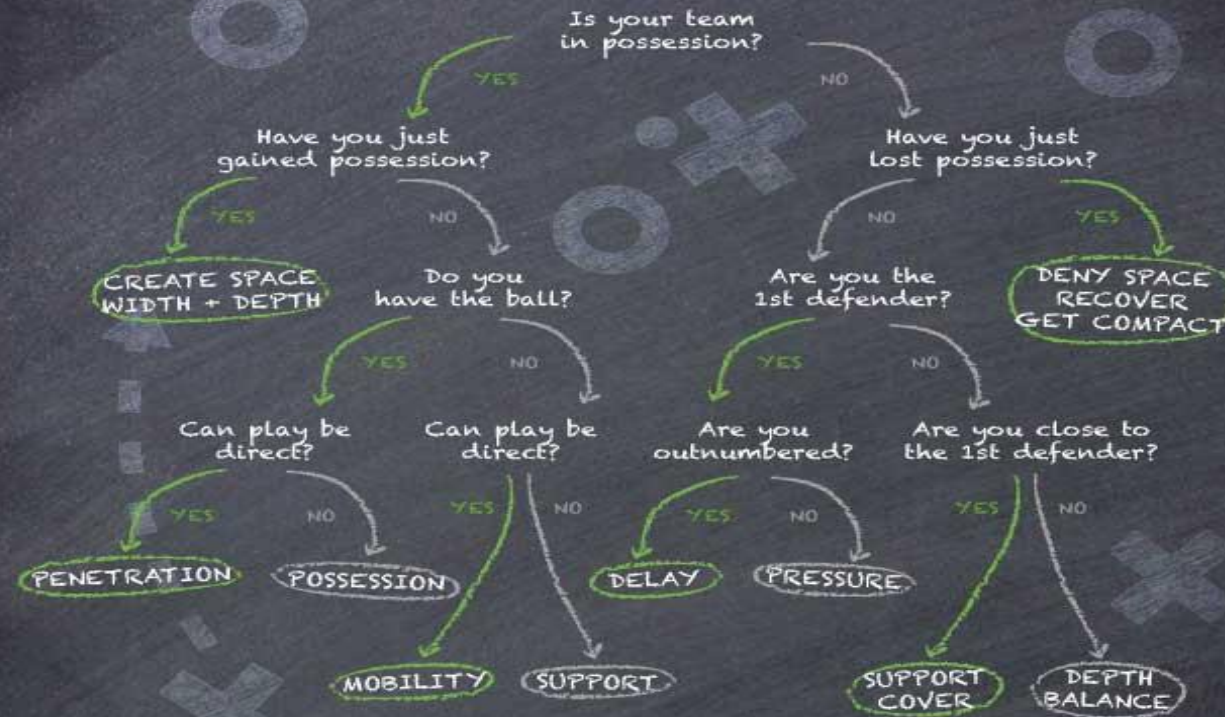 Is your team
in possession?
YES
NO
Have you just
gained possession?
Have you just
lost possession?
YES
NO
NO
YES
CREATE SPACE
WIDTH + DEPTH
Do you
have the ball?
Are you the
1st defender?
DENY SPACE
RECOVER
GET COMPACT
YES
NO
YES
NO
Can play be
direct?
Can play be
direct?
Are you
outnumbered?
Are you close to
the 1st defender?
YES
NO
YES
NO
YES
NO
YES
NO
PENETRATION
POSSESSION
DELAY
PRESSURE
MOBILITY
SUPPORT
SUPPORT
COVER
DEPTH
BALANCE